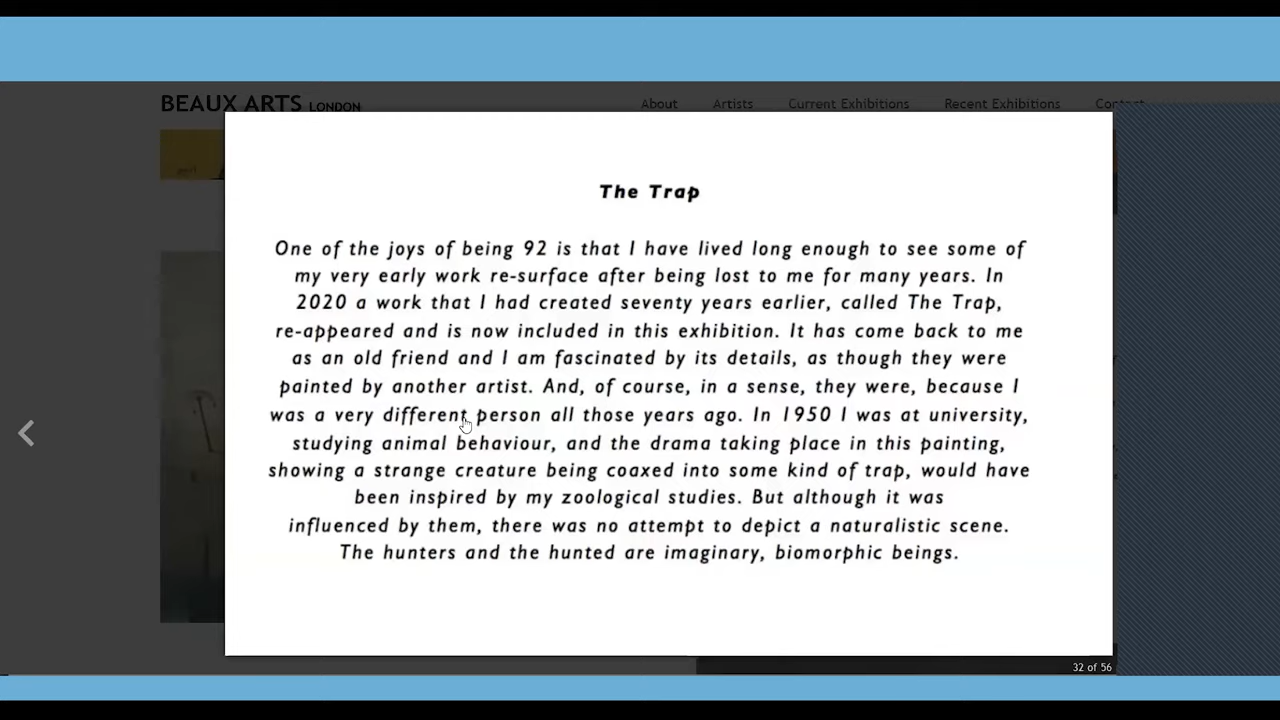 BEAUX ARTS LONDON
About Artists Current Exhibitions Recent Exhibitions Contact
The Trap
One of the joys of being 92 is that I have lived long enough to see some of
my very early work re-surface after being lost to me for many years. In
2020 a work that I had created seventy years earlier, called The Trap,
re-appeared and is now included in this exhibition. It has come back to me
as an old friend and I am fascinated by its details, as though they were
painted by another artist. And, of course, in a sense, they were, because I
was a very different person all those years ago. In 1950 I was at university,
studying animal behaviour, and the drama taking place in this painting,
showing a strange creature being coaxed into some kind of trap, would have
been inspired by my zoological studies. But although it was
influenced by them, there was no attempt to depict a naturalistic scene.
The hunters and the hunted are imaginary, biomorphic beings.
32 of 56